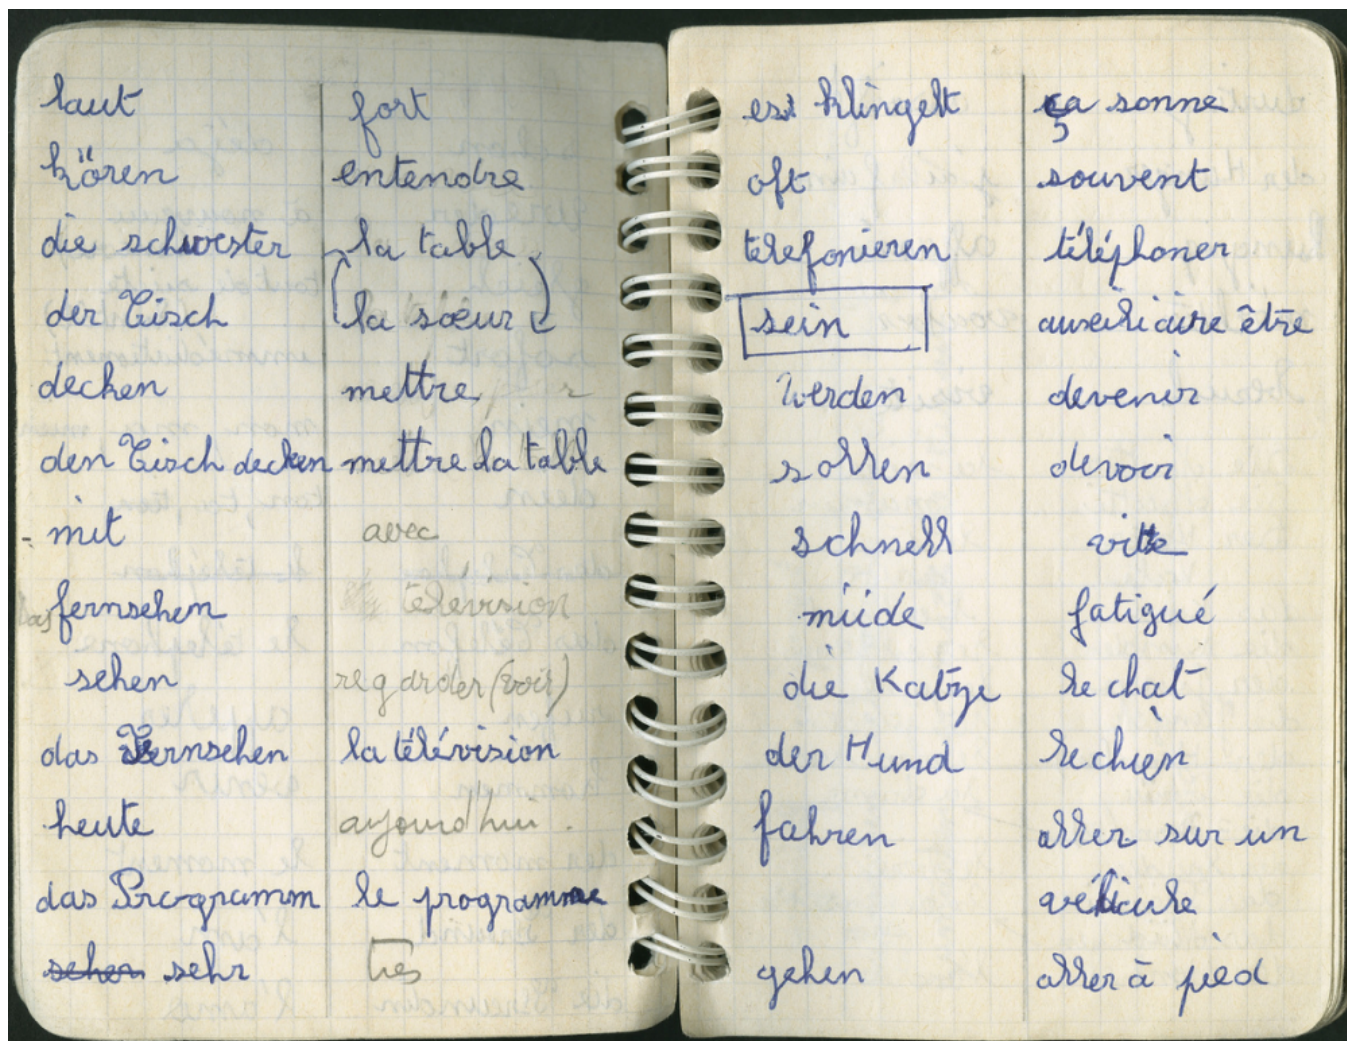 laut fort
hören entendre
die schwester la table
der Tisch la sœur
decken mettre
den Tisch decken mettre la table
- mit avec
das fernsehen télévision
sehen regarder (voir)
das Fernsehen la télévision
heute aujourd'hui.
das Programm le programme
sehen sehr très
est klingelt ça sonne
oft souvent
telefonieren téléphoner
sein auxiliaire être
werden devenir
sollen devoir
schnell vite
müde fatigué
die Katze le chat
der Hund le chien
fahren aller sur un
véhicule
gehen aller à pied